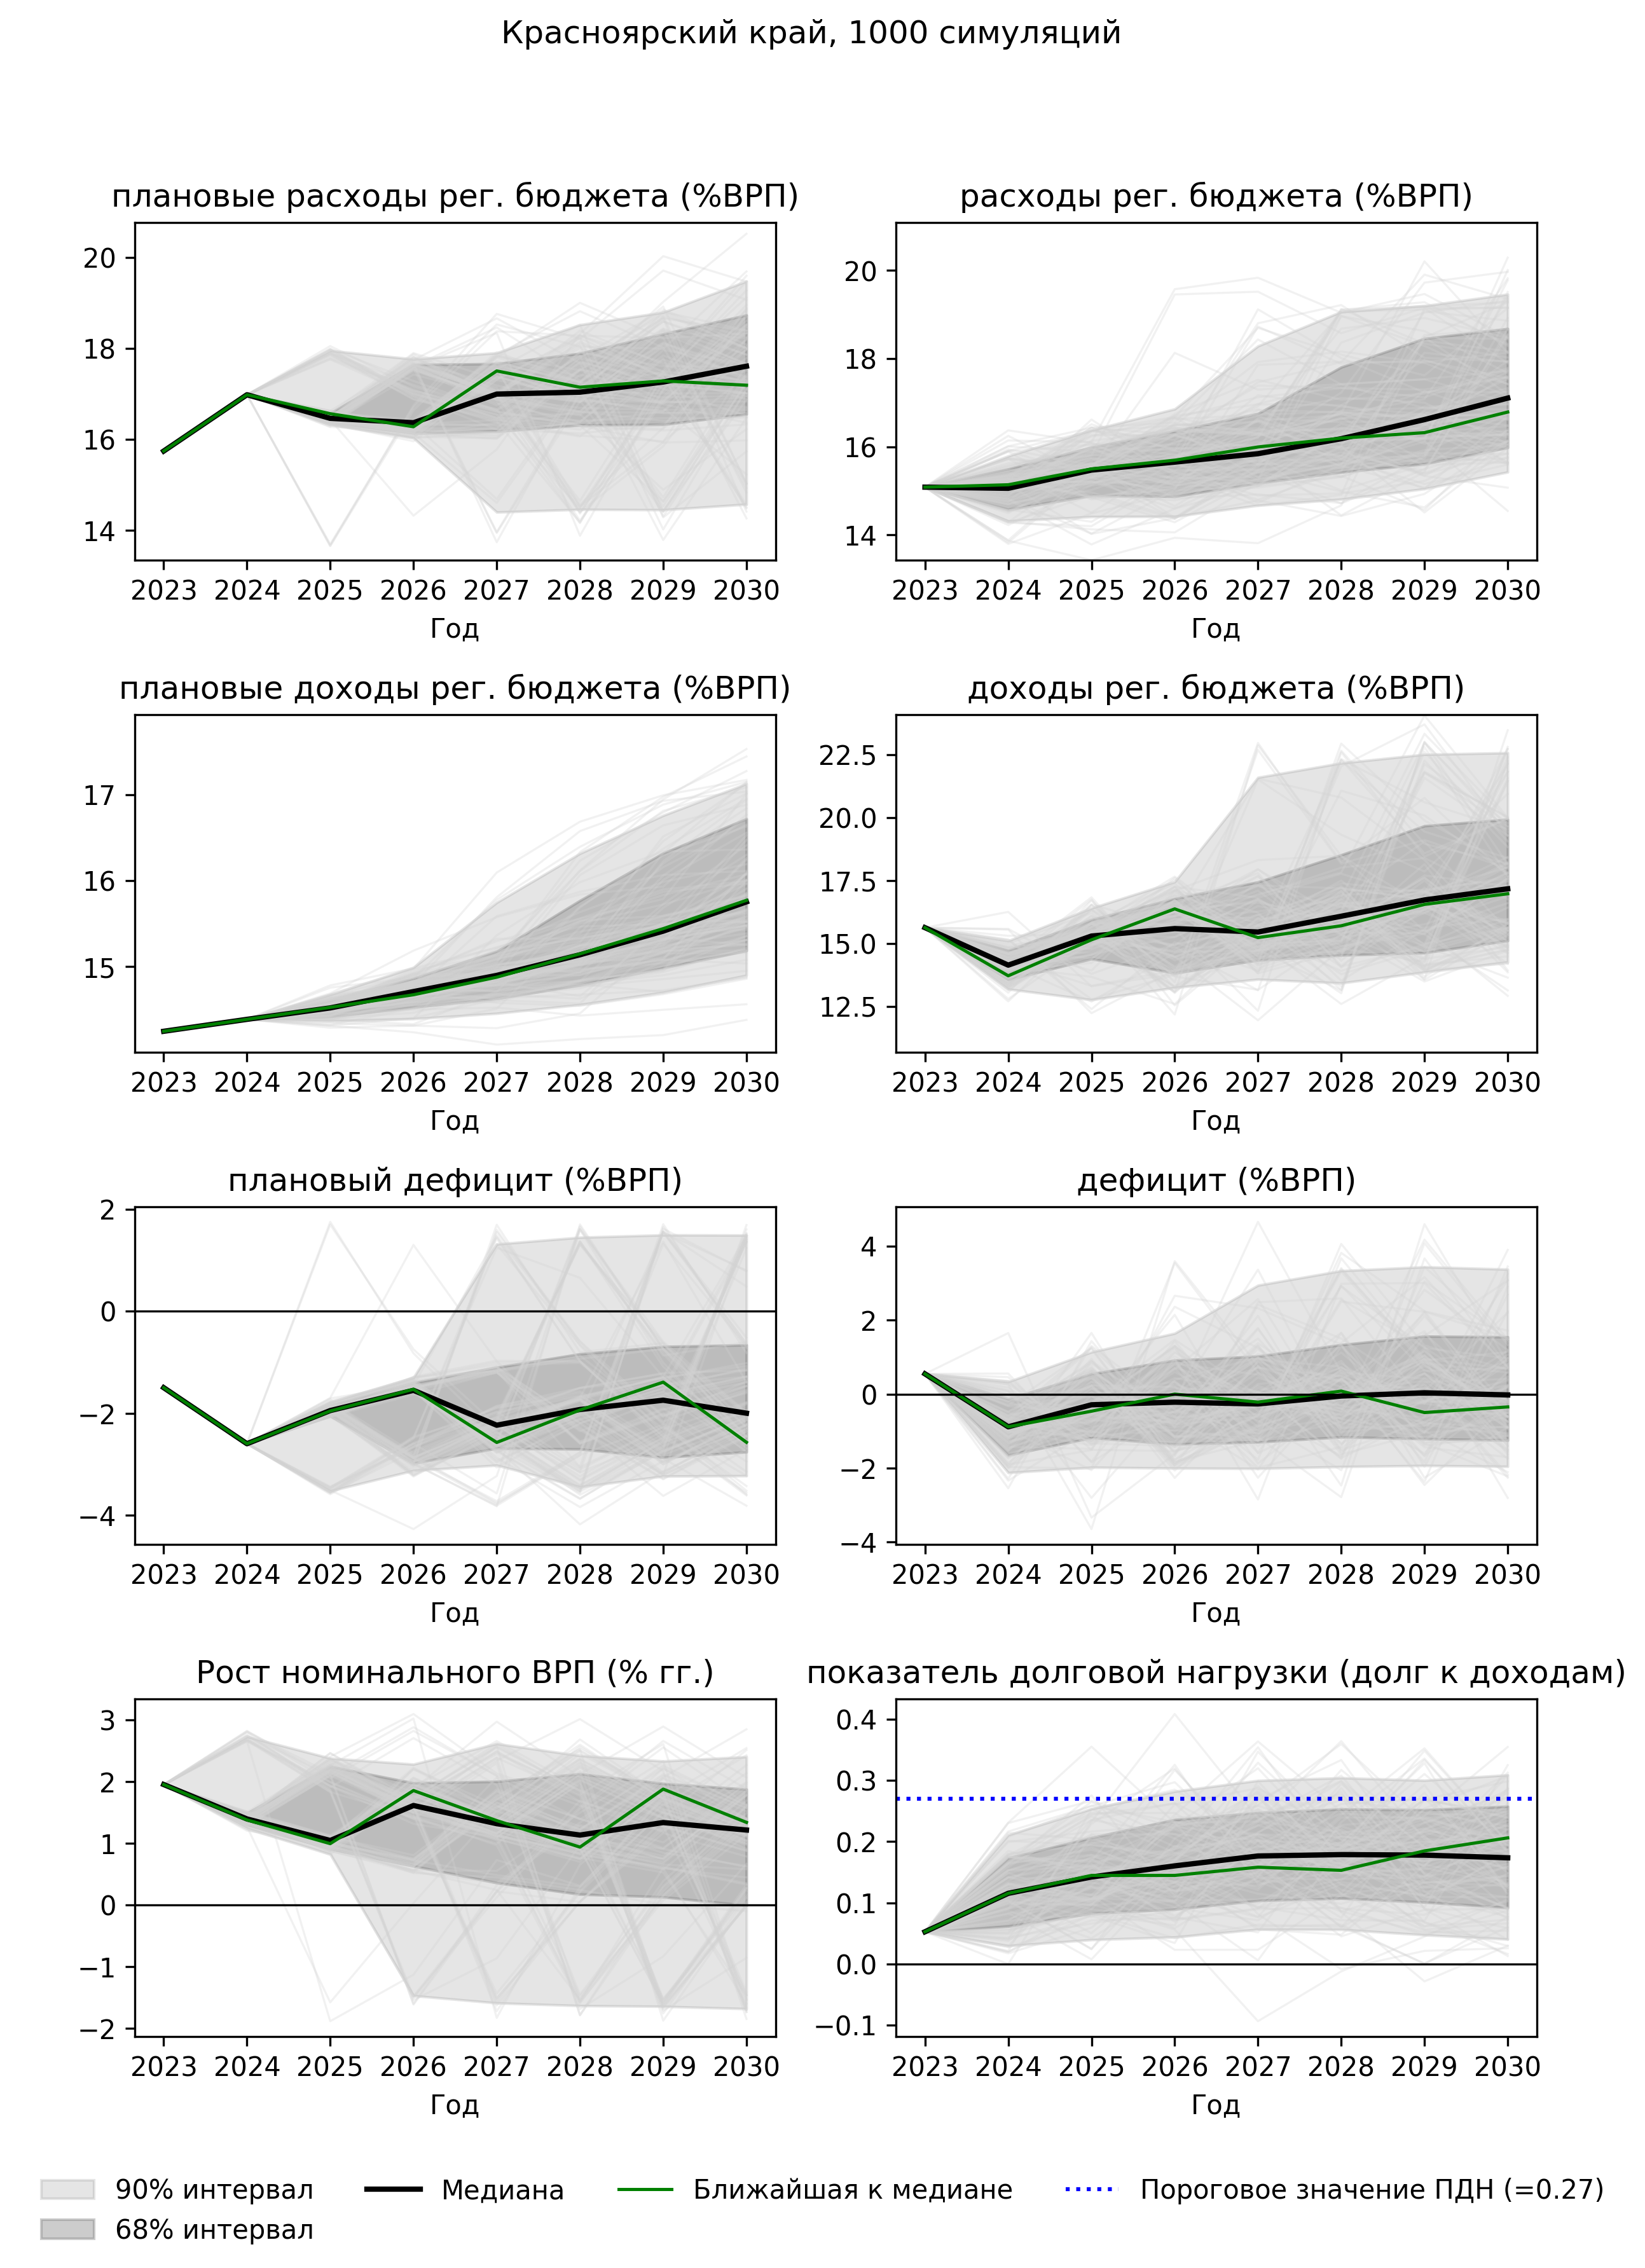 Красноярский край, 1000 симуляций
плановые расходы рег. бюджета (%ВРП)
20
18
16
14
2023 2024 2025 2026 2027 2028 2029 2030
Год
расходы рег. бюджета (%ВРП)
20
18
16
14
2023 2024 2025 2026 2027 2028 2029 2030
Год
плановые доходы рег. бюджета (%ВРП)
17
16
15
2023 2024 2025 2026 2027 2028 2029 2030
Год
доходы рег. бюджета (%ВРП)
22.5
20.0
17.5
15.0
12.5
2023 2024 2025 2026 2027 2028 2029 2030
Год
плановый дефицит (%ВРП)
2
0
−2
−4
2023 2024 2025 2026 2027 2028 2029 2030
Год
дефицит (%ВРП)
4
2
0
−2
−4
2023 2024 2025 2026 2027 2028 2029 2030
Год
Рост номинального ВРП (% гг.)
3
2
1
0
−1
−2
2023 2024 2025 2026 2027 2028 2029 2030
Год
показатель долговой нагрузки (долг к доходам)
0.4
0.3
0.2
0.1
0.0
−0.1
2023 2024 2025 2026 2027 2028 2029 2030
Год
90% интервал
68% интервал
Медиана
Ближайшая к медиане
Пороговое значение ПДН (=0.27)